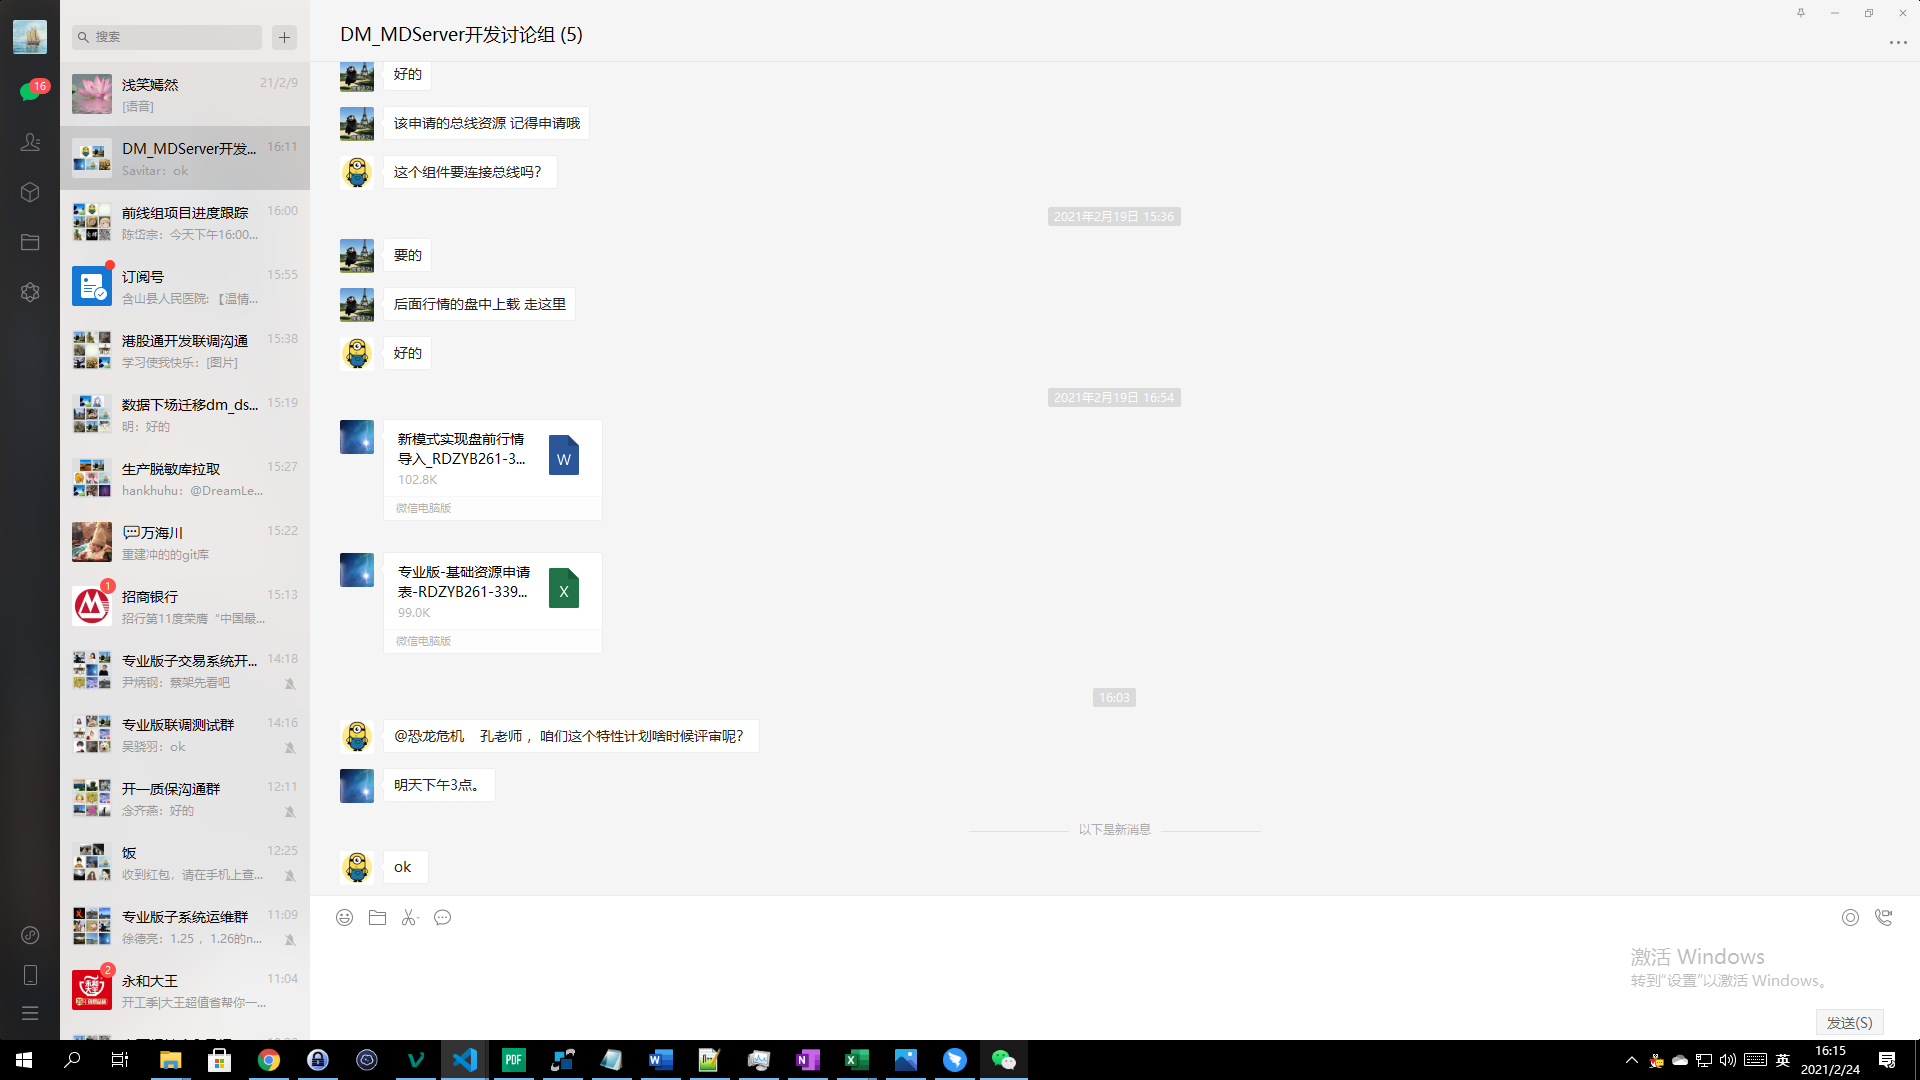 搜索
浅笑嫣然
21/2/9
[语音]
DM_MDServer开发...
16:11
Savitar：ok
前线组项目进度跟踪
16:00
陈岱宗：今天下午16:00...
订阅号
15:55
含山县人民医院: 【温情...
港股通开发联调沟通
15:38
学习使我快乐：[图片]
数据下场迁移dm_ds...
15:19
明：好的
生产脱敏库拉取
15:27
hankhuhu：@DreamLe...
万海川
15:22
重建冲的的git库
招商银行
15:13
招行第11度荣膺“中国最...
专业版子交易系统开...
14:18
尹炳钢：蔡架先看吧
专业版联调测试群
14:16
吴骁羽：ok
开一质保沟通群
12:11
念齐燕：好的
饭
12:25
收到红包，请在手机上查...
专业版子系统运维群
11:09
徐德亮：1.25 ，1.26的n...
永和大王
11:04
开工季|大王超值省帮你一...
16
1
2
DM_MDServer开发讨论组 (5)
好的
该申请的总线资源 记得申请哦
这个组件要连接总线吗？
2021年2月19日 15:36
要的
后面行情的盘中上载 走这里
好的
2021年2月19日 16:54
新模式实现盘前行情
导入_RDZYB261-3...
W
102.8K
微信电脑版
专业版-基础资源申请
表-RDZYB261-339...
X
99.0K
微信电脑版
16:03
@恐龙危机 孔老师 ，咱们这个特性计划啥时候评审呢？
明天下午3点。
以下是新消息
ok
激活 Windows
转到“设置”以激活 Windows。
发送(S)
PDF
英
16:15
2021/2/24